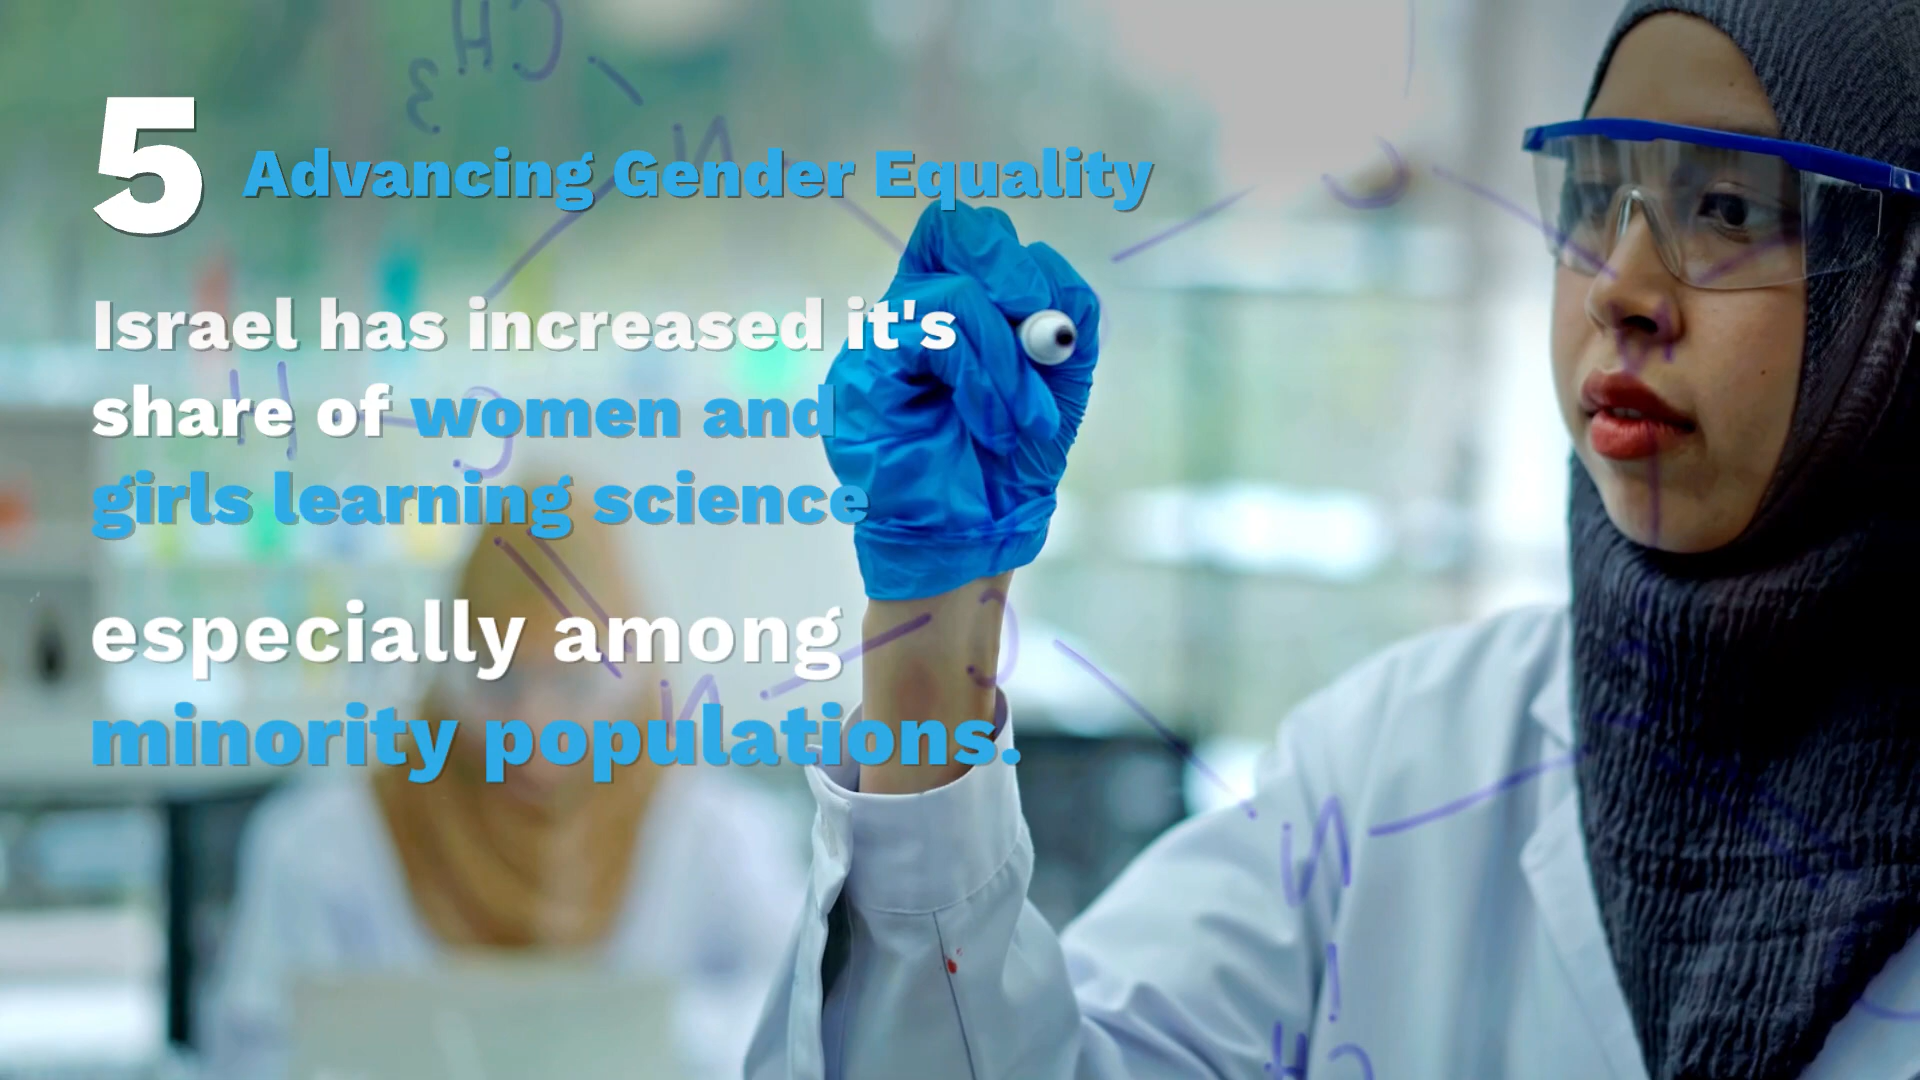 5 Advancing Gender Equality
Israel has increased it's
share of women and
girls learning science
especially among
minority populations.
CH3
N
C
H
C
N
C
N
H
C